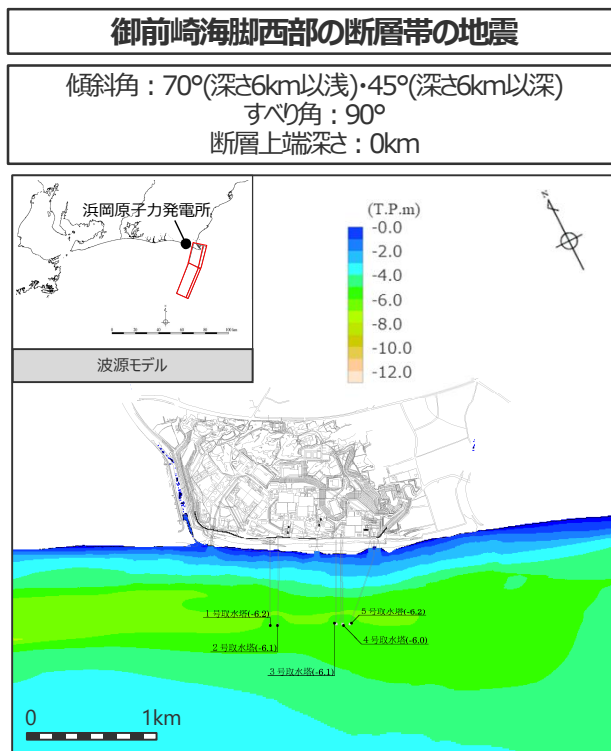 御前崎海脚西部の断層帯の地震
傾斜角：70°(深さ6km以浅)・45°(深さ6km以深)
すべり角：90°
断層上端深さ：0km
浜岡原子力発電所
波源モデル
(T.P.m)
-0.0
-2.0
-4.0
-6.0
-8.0
-10.0
-12.0
N
1号取水塔(-6.2)
2号取水塔(-6.1)
3号取水塔(-6.1)
5号取水塔(-6.2)
4号取水塔(-6.0)
0 1km